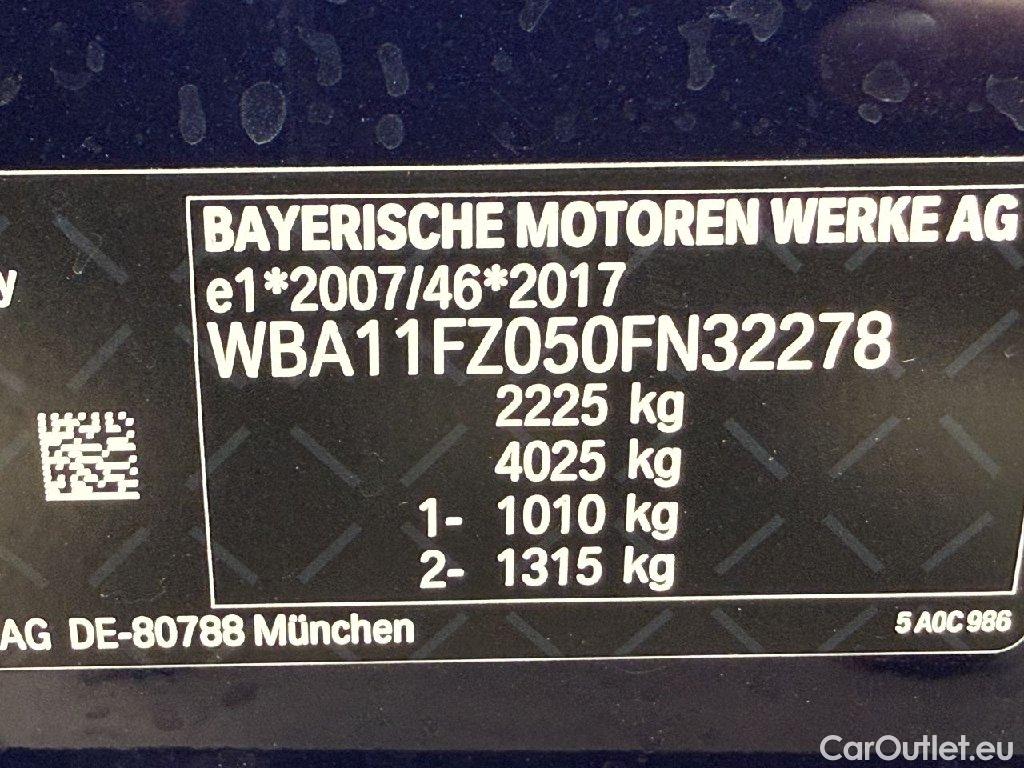 BAYERISCHE MOTOREN WERKE AG
y
e1*2007/46*2017
WBA11FZ050FN32278
2225 kg
4025 kg
1- 1010 kg
2- 1315 kg
AG DE-80788 München
5 A0C 986
CarOutlet.eu